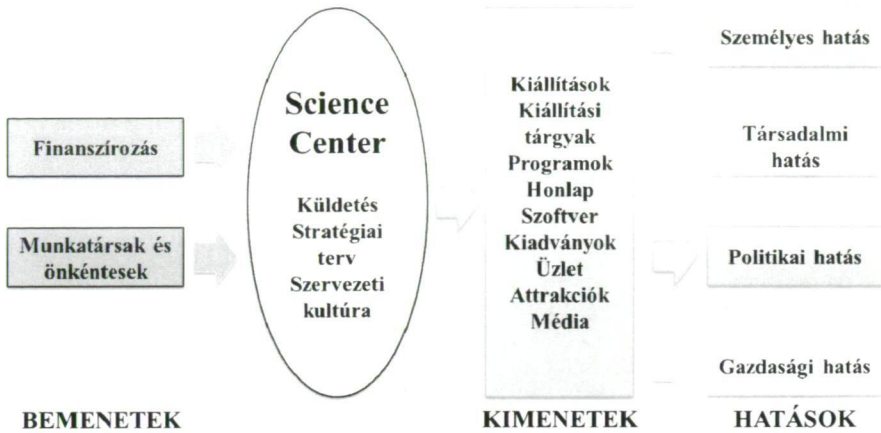 Finanszírozás
Munkatársak és
önkéntesek
BEMENETEK
Science
Center
Küldetés
Stratégiai
terv
Szervezeti
kultúra
Kiállítások
Kiállítási
tárgyak
Programok
Honlap
Szoftver
Kiadványok
Üzlet
Attrakciók
Média
KIMENETEK
Személyes hatás
Társadalmi
hatás
Politikai hatás
Gazdasági hatás
HATÁSOK